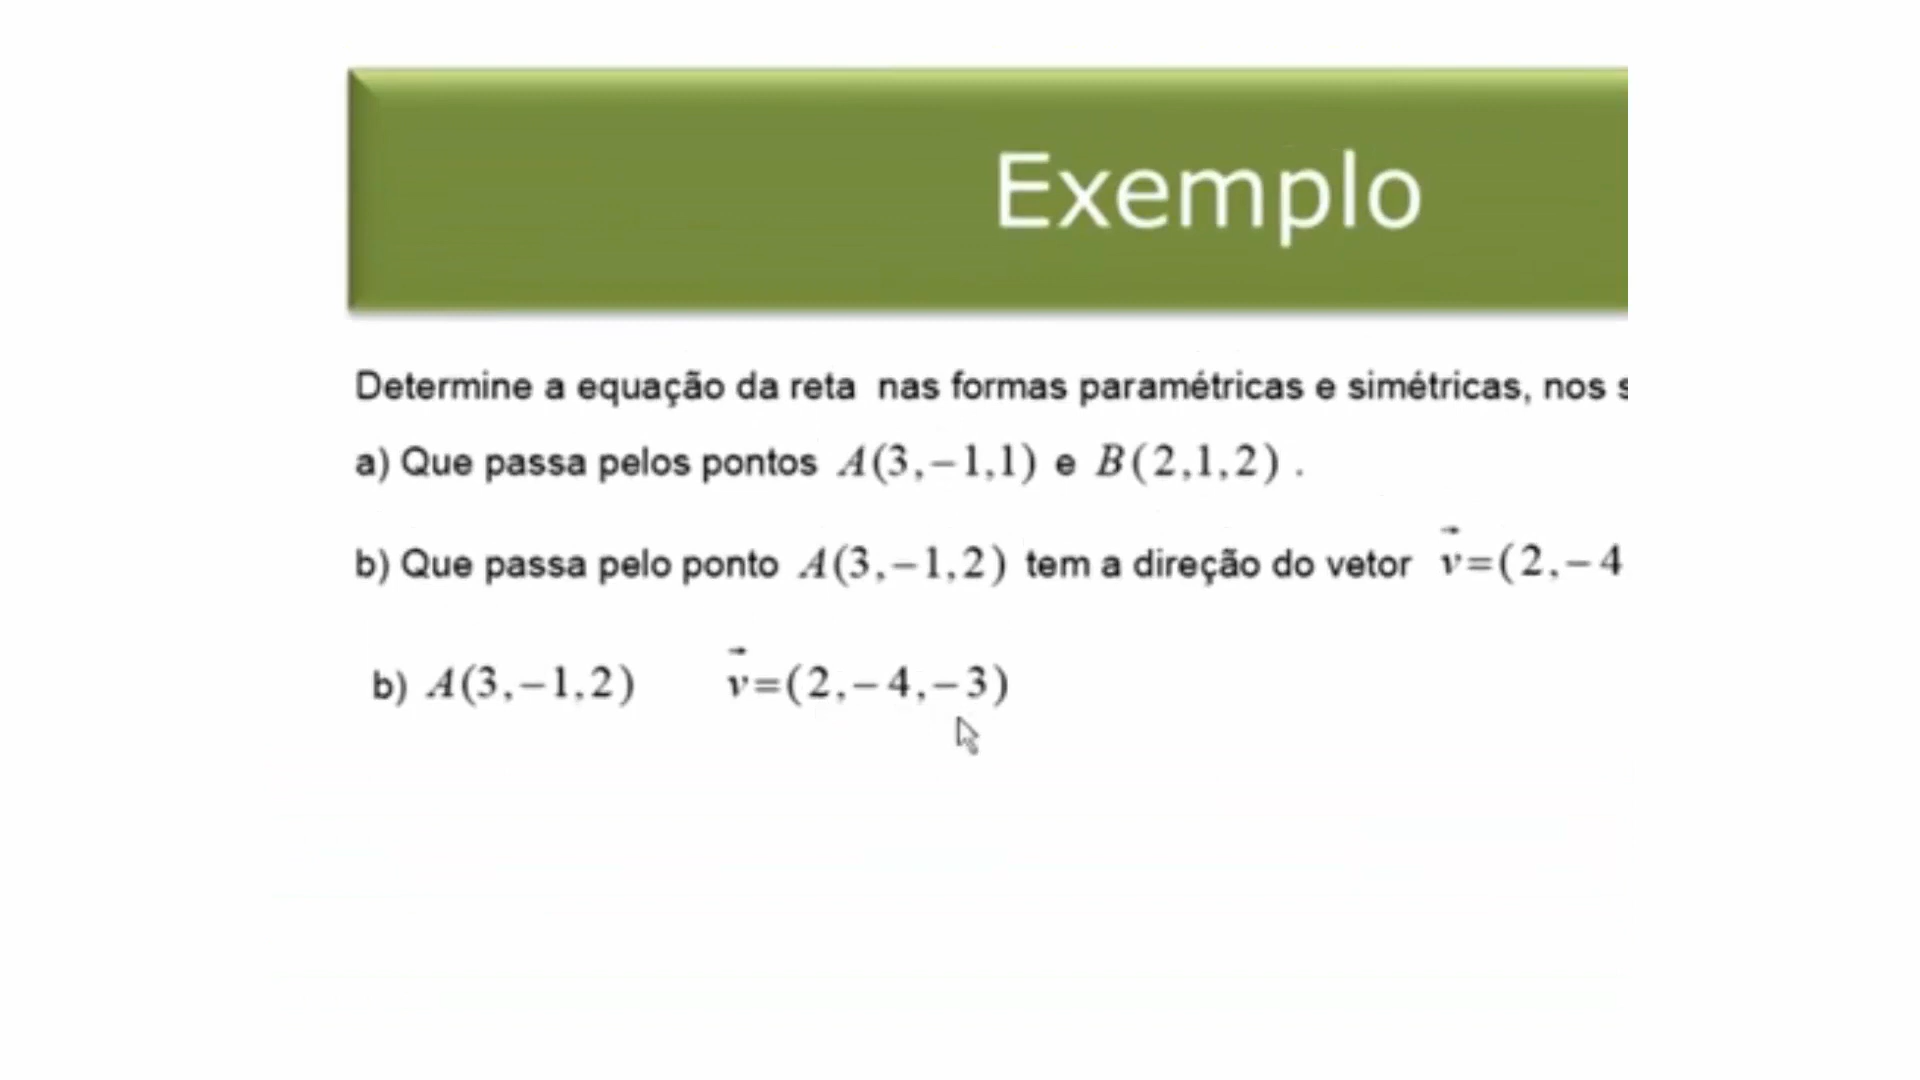 Exemplo
Determine a equação da reta nas formas paramétricas e simétricas, nos
a) Que passa pelos pontos A(3,−1,1) e B(2,1,2) .
b) Que passa pelo ponto A(3,−1,2) tem a direção do vetor v⃗=(2,−4
b) A(3,−1,2) v⃗=(2,−4,−3)